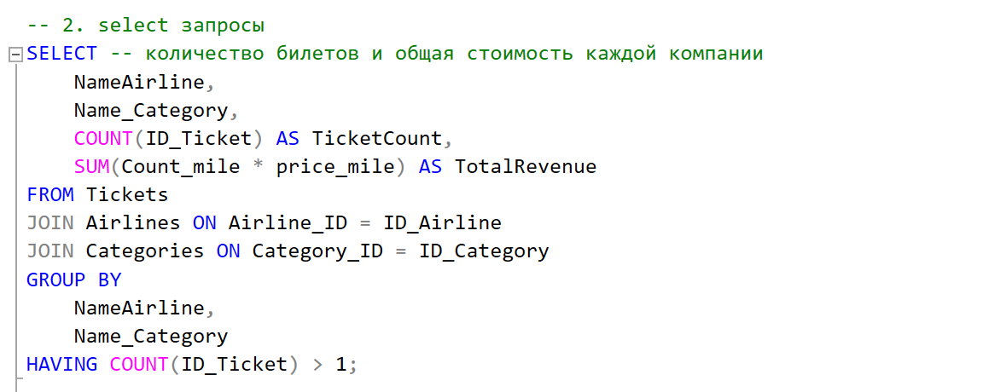 -- 2. select запросы
SELECT -- количество билетов и общая стоимость каждой компании
    NameAirline,
    Name_Category,
    COUNT(ID_Ticket) AS TicketCount,
    SUM(Count_mile * price_mile) AS TotalRevenue
FROM Tickets
JOIN Airlines ON Airline_ID = ID_Airline
JOIN Categories ON Category_ID = ID_Category
GROUP BY
    NameAirline,
    Name_Category
HAVING COUNT(ID_Ticket) > 1;